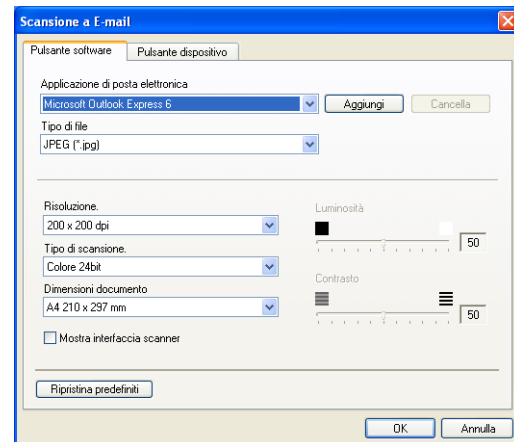 Scansione a E-mail
Pulsante software Pulsante dispositivo
Applicazione di posta elettronica
Microsoft Outlook Express 6 Aggiungi Cancella
Tipo di file
JPEG (*.jpg)
Risoluzione. Luminosità
200 x 200 dpi 50
Tipo di scansione.
Colore 24bit
Contrasto
Dimensioni documento
A4 210 x 297 mm 50
Mostra interfaccia scanner
Ripristina predefiniti
OK Annulla